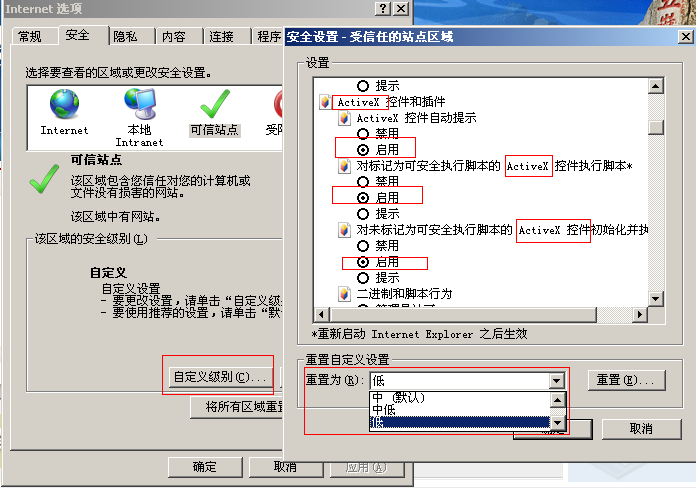 Internet 选项
常规 安全 隐私 内容 连接 程序
选择要查看的区域或更改安全设置。
Internet
本地
Intranet
可信站点
受限
可信站点
该区域包含您信任对您的计算机或
文件没有损害的网站。
该区域中有网站。
该区域的安全级别(L)
自定义
自定义设置
- 要更改设置，请单击“自定义级
- 要使用推荐的设置，请单击“默
自定义级别(C)...
将所有区域重置
确定 取消 应用(A)
安全设置 - 受信任的站点区域
设置
提示
ActiveX 控件和插件
ActiveX 控件自动提示
禁用
启用
对标记为可安全执行脚本的 ActiveX 控件执行脚本*
禁用
启用
提示
对未标记为可安全执行脚本的 ActiveX 控件初始化并执
禁用
启用
提示
二进制和脚本行为
*重新启动 Internet Explorer 之后生效
重置自定义设置
重置为(R): 低 重置(E)...
中 (默认)
中低
低
取消